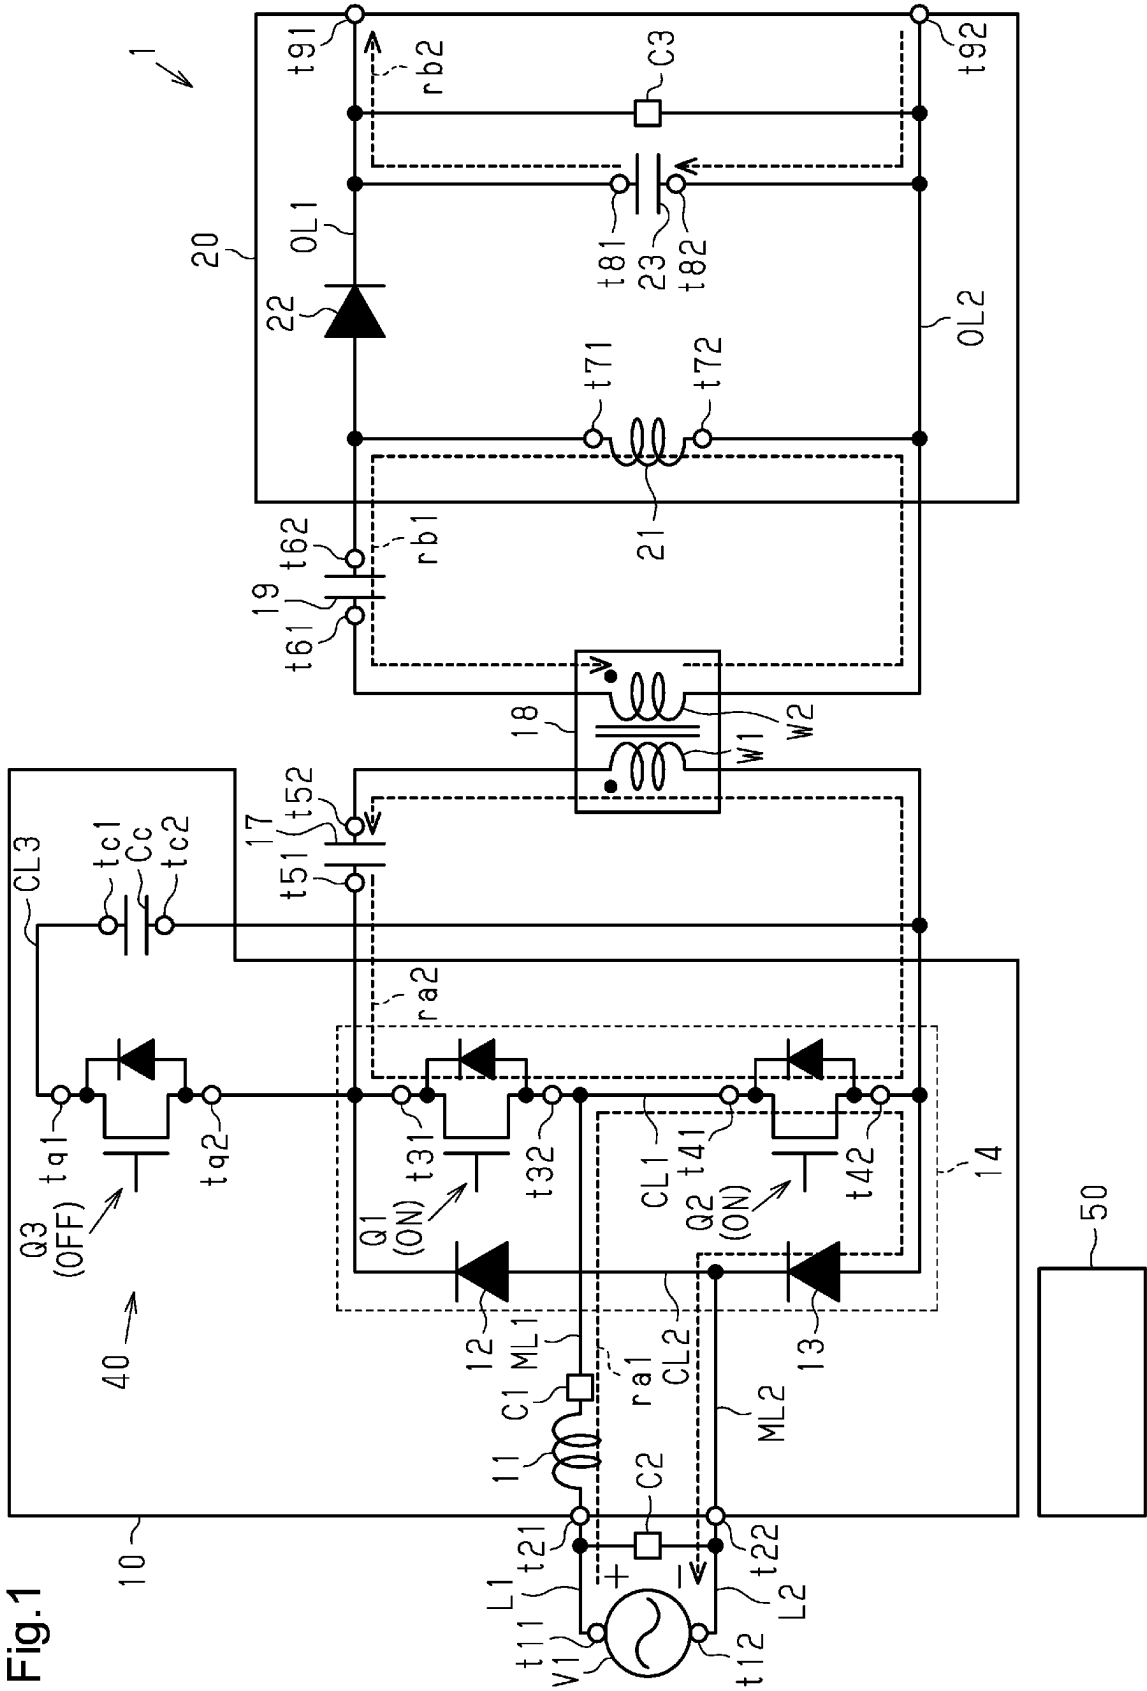 Fig.1
1
10
20
40
50
CL3
tc1
Cc
tc2
tq1
tq2
Q3
(OFF)
t31
t32
Q1
(ON)
CL1
t41
t42
Q2
(ON)
14
12
13
ML1
CL2
ML2
C1
11
ra1
C2
t21
t22
L1
L2
+
−
t11
V1
t12
t51
17
t52
ra2
18
W1
W2
t61
19
t62
rb1
21
t71
t72
22
OL1
OL2
t81
23
t82
C3
rb2
t91
t92